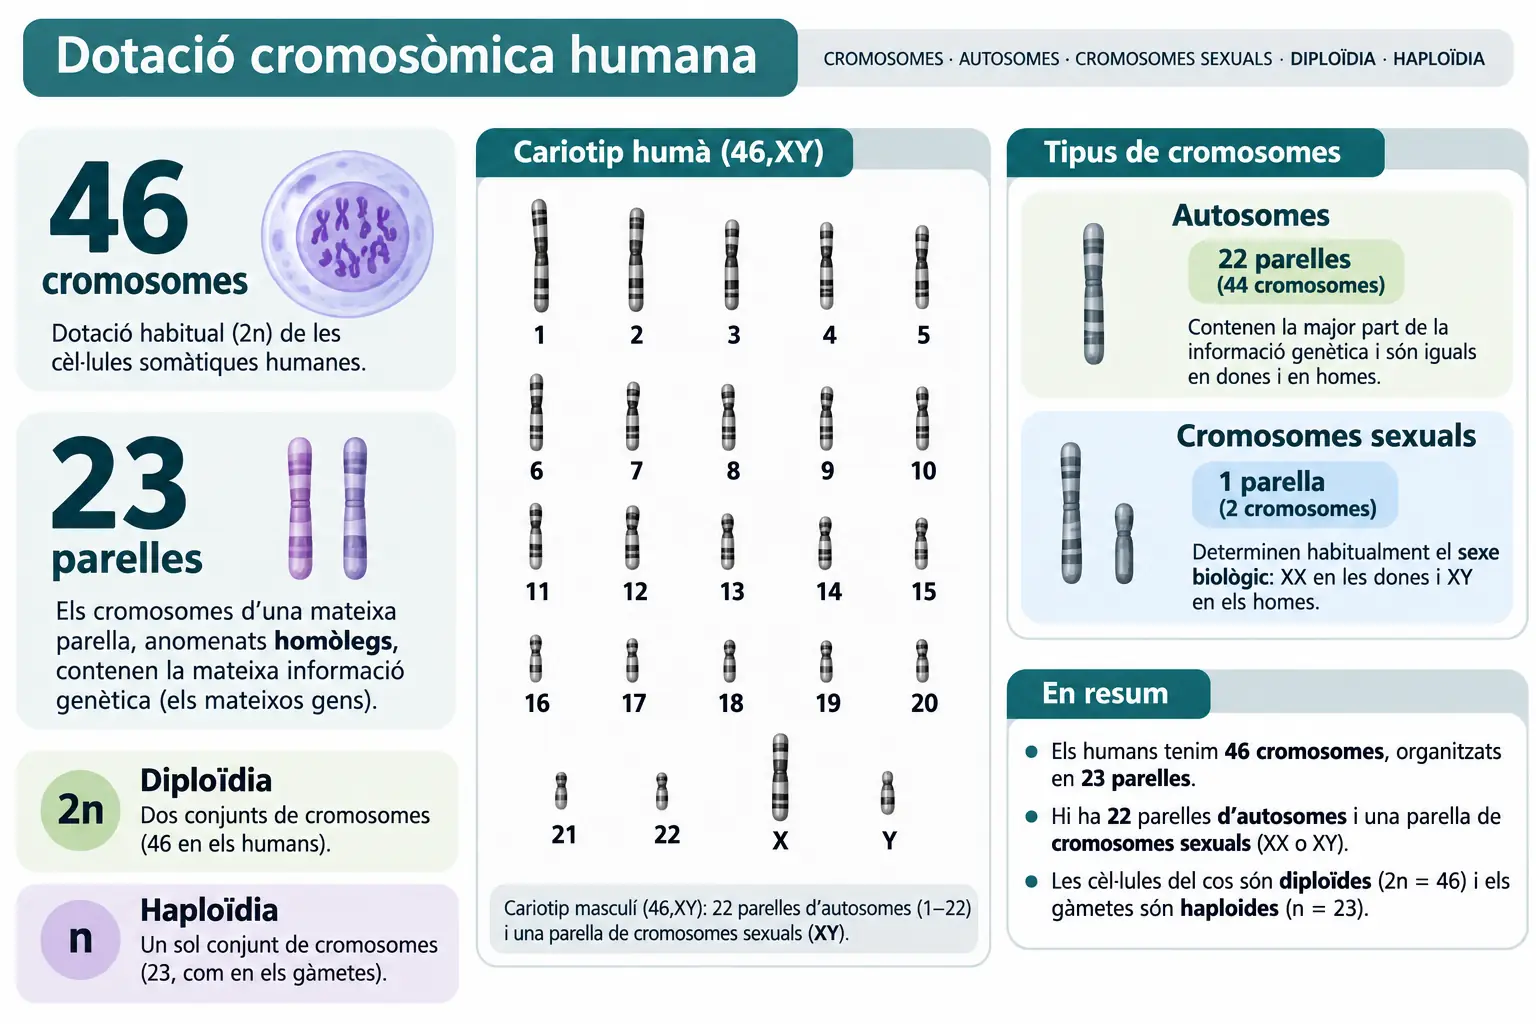 Dotació cromosòmica humana
CROMOSOMES · AUTOSOMES · CROMOSOMES SEXUALS · DIPLOÏDIA · HAPLOÏDIA
46
cromosomes
Dotació habitual (2n) de les
cèl·lules somàtiques humanes.
23
parelles
Els cromosomes d'una mateixa
parella, anomenats homòlegs,
contenen la mateixa informació
genètica (els mateixos gens).
2n
Diploïdia
Dos conjunts de cromosomes
(46 en els humans).
n
Haploïdia
Un sol conjunt de cromosomes
(23, com en els gàmetes).
Cariotip humà (46,XY)
1 2 3 4 5
6 7 8 9 10
11 12 13 14 15
16 17 18 19 20
21 22 X Y
Cariotip masculí (46,XY): 22 parelles d'autosomes (1–22)
i una parella de cromosomes sexuals (XY).
Tipus de cromosomes
Autosomes
22 parelles
(44 cromosomes)
Contenen la major part de la
informació genètica i són iguals
en dones i en homes.
Cromosomes sexuals
1 parella
(2 cromosomes)
Determinen habitualment el sexe
biològic: XX en les dones i XY
en els homes.
En resum
● Els humans tenim 46 cromosomes, organitzats
en 23 parelles.
● Hi ha 22 parelles d'autosomes i una parella de
cromosomes sexuals (XX o XY).
● Les cèl·lules del cos són diploïdes (2n = 46) i els
gàmetes són haploides (n = 23).